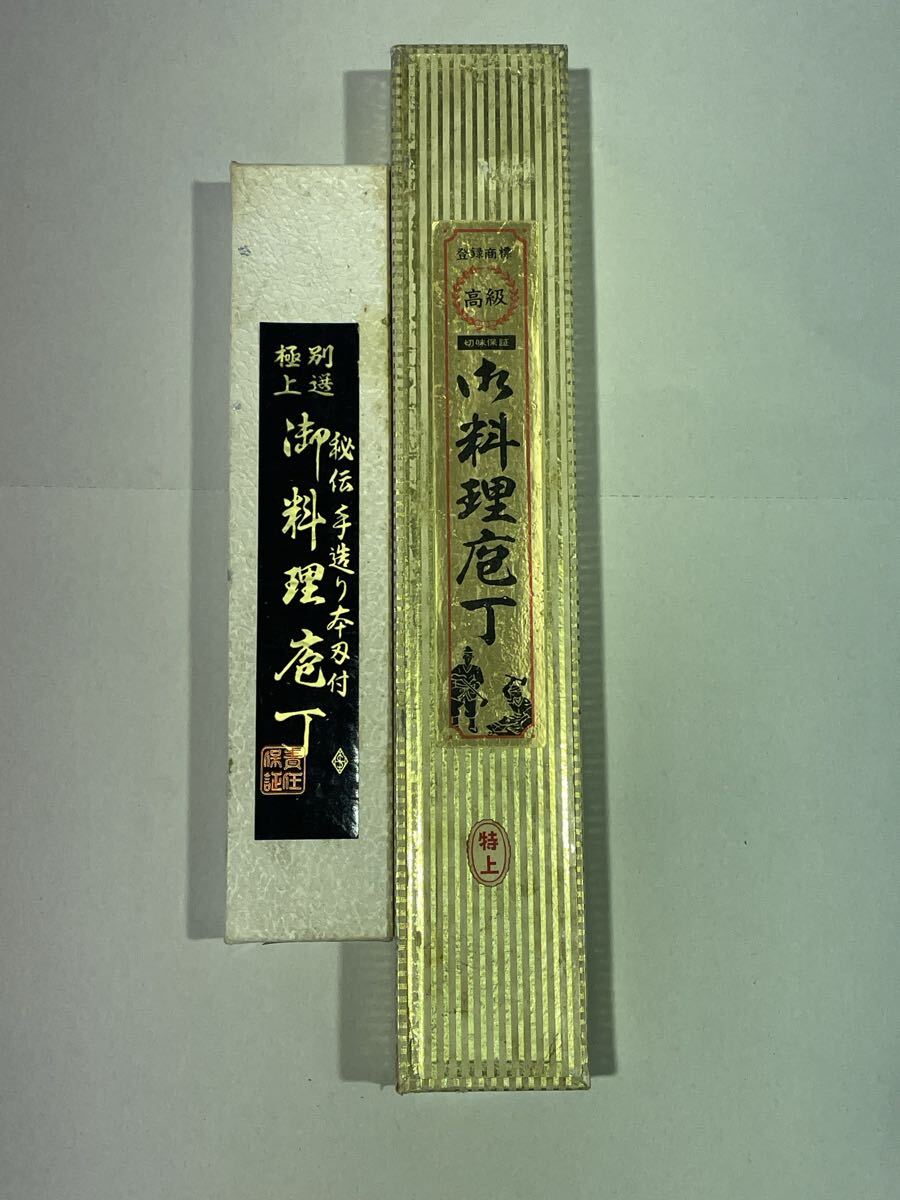 別選
極上
秘伝 手造り本刃付
御料理庖丁
責任
保証
登録商標
高級
切味保証
御料理庖丁
特上